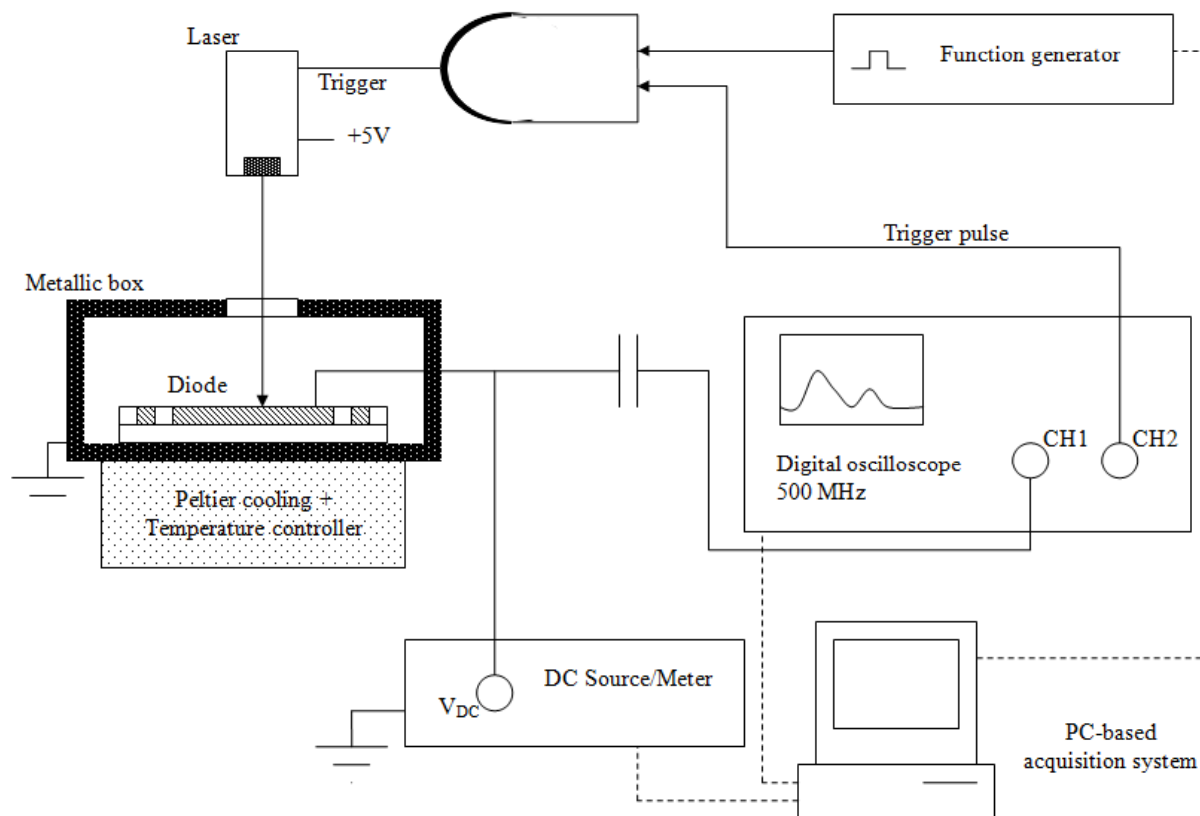 Laser
Function generator
Trigger
+5V
Trigger pulse
Metallic box
Diode
CH1
CH2
Digital oscilloscope
500 MHz
Peltier cooling +
Temperature controller
DC Source/Meter
VDC
PC-based
acquisition system